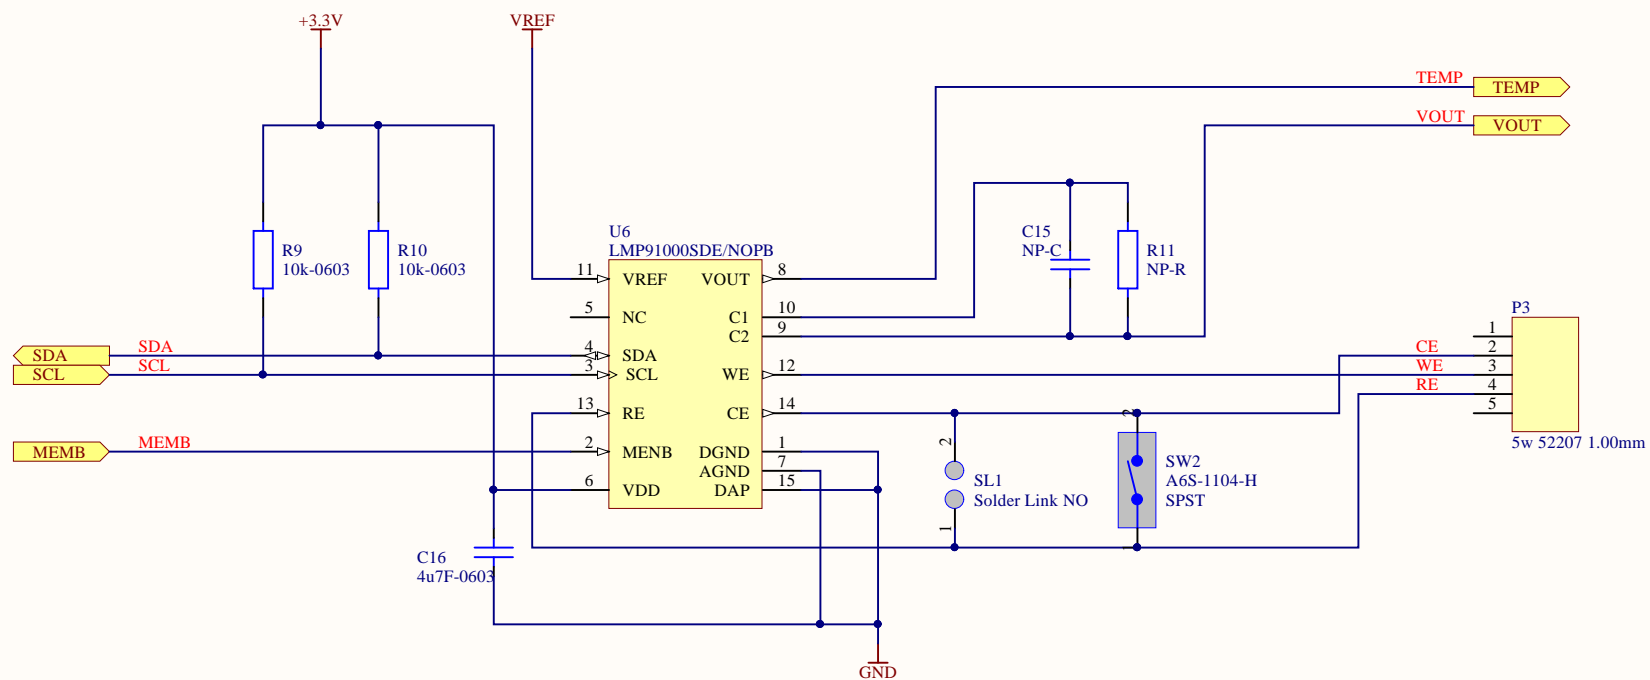 +3.3V
VREF
TEMP
TEMP
VOUT
VOUT
R9
10k-0603
R10
10k-0603
U6
LMP91000SDE/NOPB
C15
NP-C
R11
NP-R
11
VREF
VOUT
8
5
NC
C1
10
C2
9
SDA
SDA
4
SDA
SCL
SCL
3
SCL
WE
12
13
RE
CE
14
MEMB
MEMB
2
MENB
DGND
1
AGND
7
6
VDD
DAP
15
P3
1
CE
2
WE
3
RE
4
5
5w 52207 1.00mm
2
SL1
Solder Link NO
1
2
SW2
A6S-1104-H
SPST
1
C16
4u7F-0603
GND